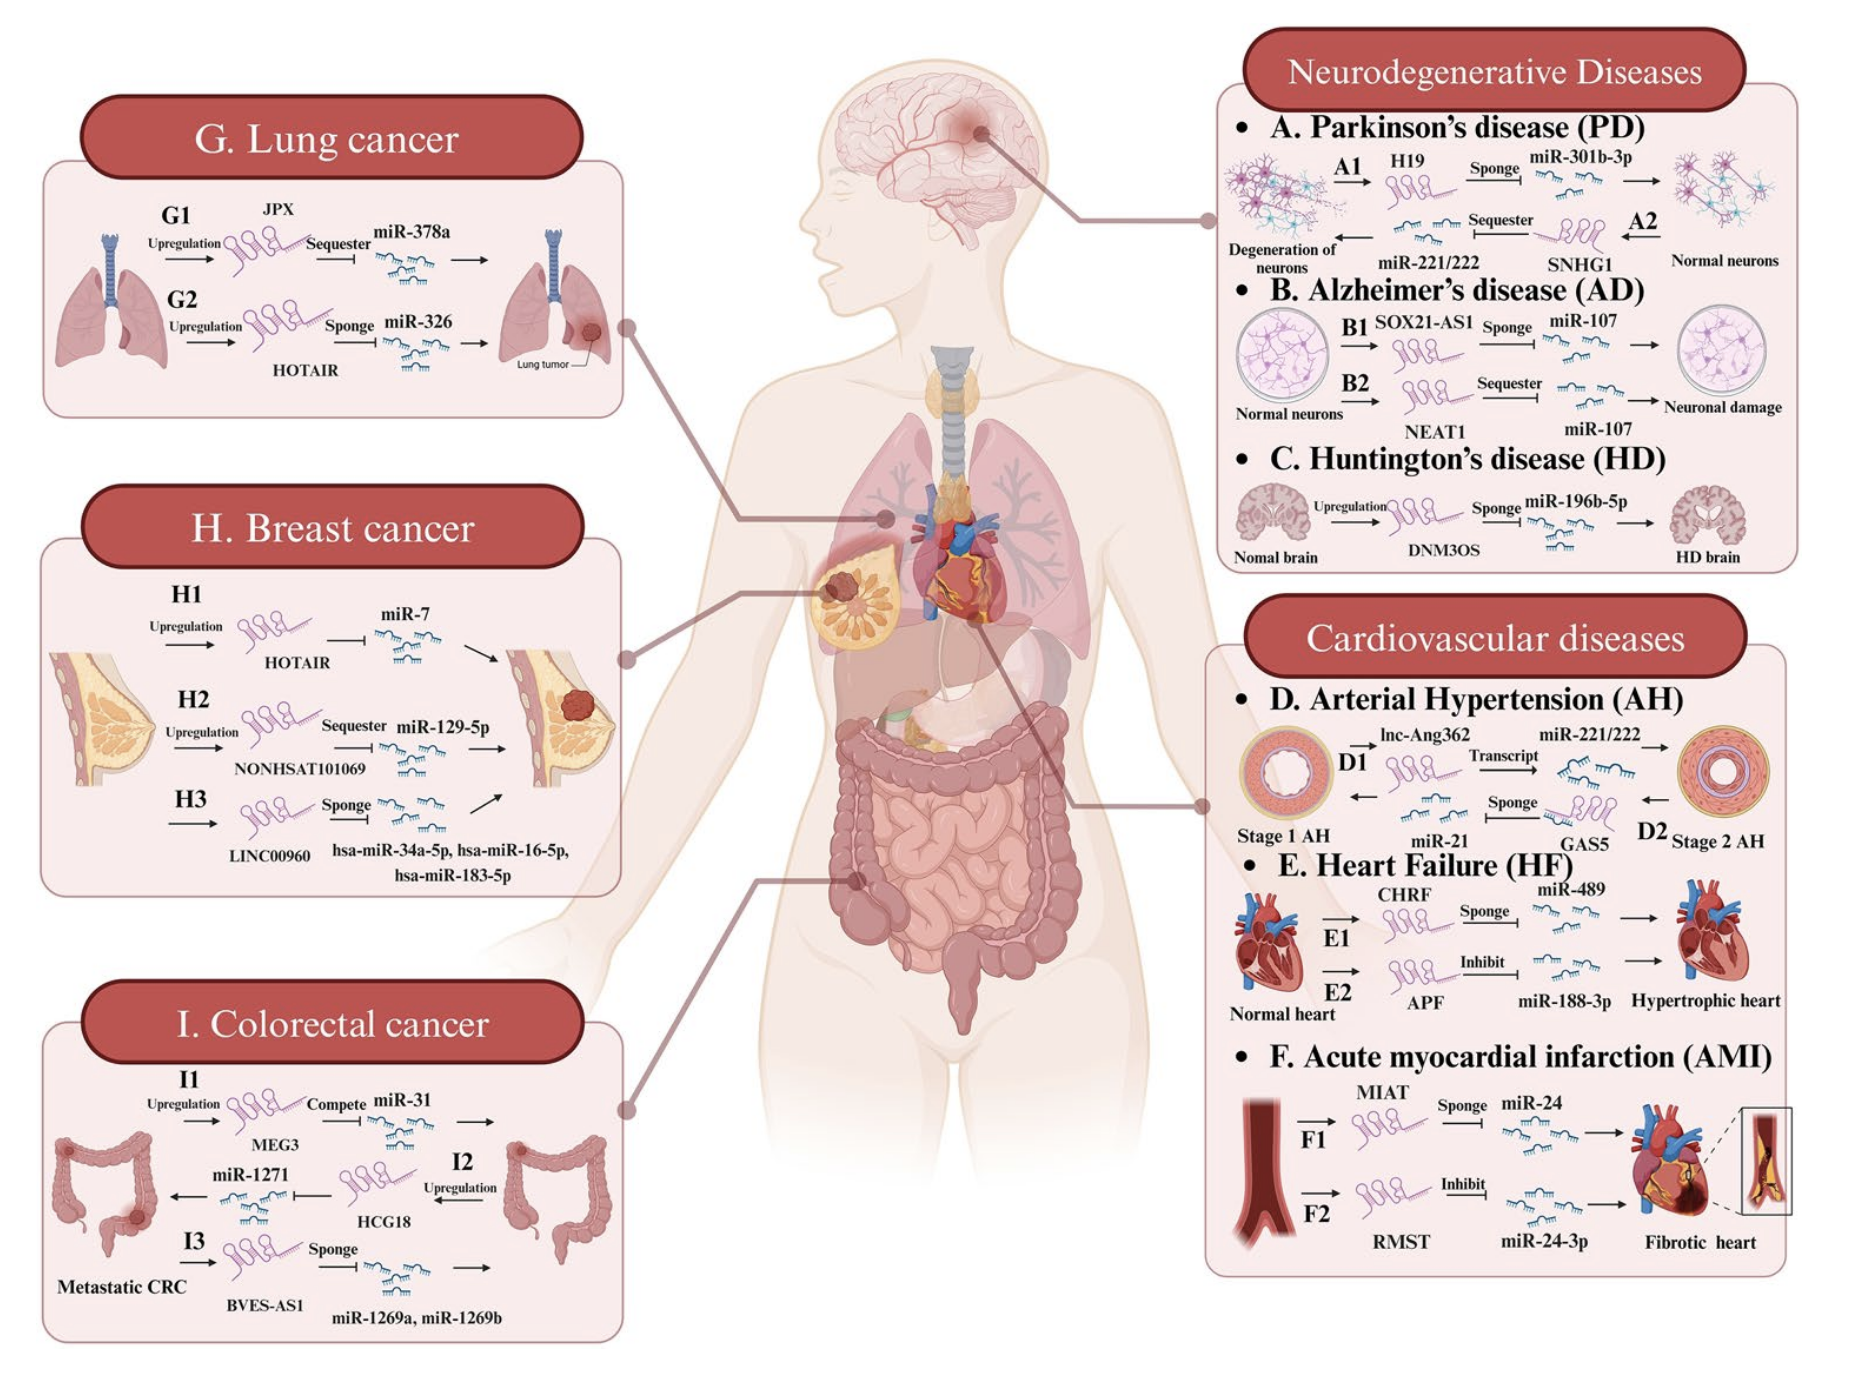 G. Lung cancer
G1
JPX
Upregulation
Sequester
miR-378a
G2
Upregulation
Sponge
miR-326
HOTAIR
Lung tumor
H. Breast cancer
H1
Upregulation
miR-7
HOTAIR
H2
Upregulation
Sequester
miR-129-5p
NONHSAT101069
H3
Sponge
LINC00960
hsa-miR-34a-5p, hsa-miR-16-5p,
hsa-miR-183-5p
I. Colorectal cancer
I1
Upregulation
Compete
miR-31
MEG3
miR-1271
I2
Upregulation
HCG18
I3
Sponge
Metastatic CRC
BVES-AS1
miR-1269a, miR-1269b
Neurodegenerative Diseases
• A. Parkinson's disease (PD)
A1
H19
Sponge
miR-301b-3p
Sequester
A2
Degeneration of
neurons
miR-221/222
SNHG1
Normal neurons
• B. Alzheimer's disease (AD)
B1
SOX21-AS1
Sponge
miR-107
B2
Sequester
Normal neurons
NEAT1
miR-107
Neuronal damage
• C. Huntington's disease (HD)
Upregulation
Sponge
miR-196b-5p
Nomal brain
DNM3OS
HD brain
Cardiovascular diseases
• D. Arterial Hypertension (AH)
D1
lnc-Ang362
Transcript
miR-221/222
Sponge
D2
Stage 1 AH
miR-21
GAS5
Stage 2 AH
• E. Heart Failure (HF)
E1
CHRF
Sponge
miR-489
E2
Inhibit
Normal heart
APF
miR-188-3p
Hypertrophic heart
• F. Acute myocardial infarction (AMI)
F1
MIAT
Sponge
miR-24
F2
Inhibit
RMST
miR-24-3p
Fibrotic heart